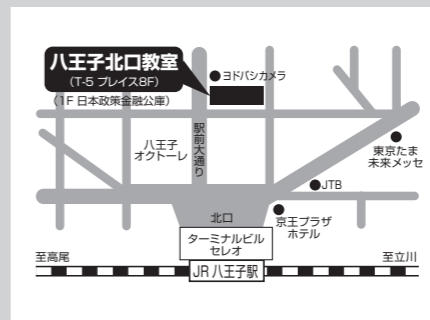 八王子北口教室
(T-5 プレイス8F)
(1F 日本政策金融公庫)
ヨドバシカメラ
駅前大通り
八王子
オクトーレ
東京たま
未来メッセ
JTB
北口
京王プラザ
ホテル
ターミナルビル
セレオ
至高尾
至立川
JR 八王子駅